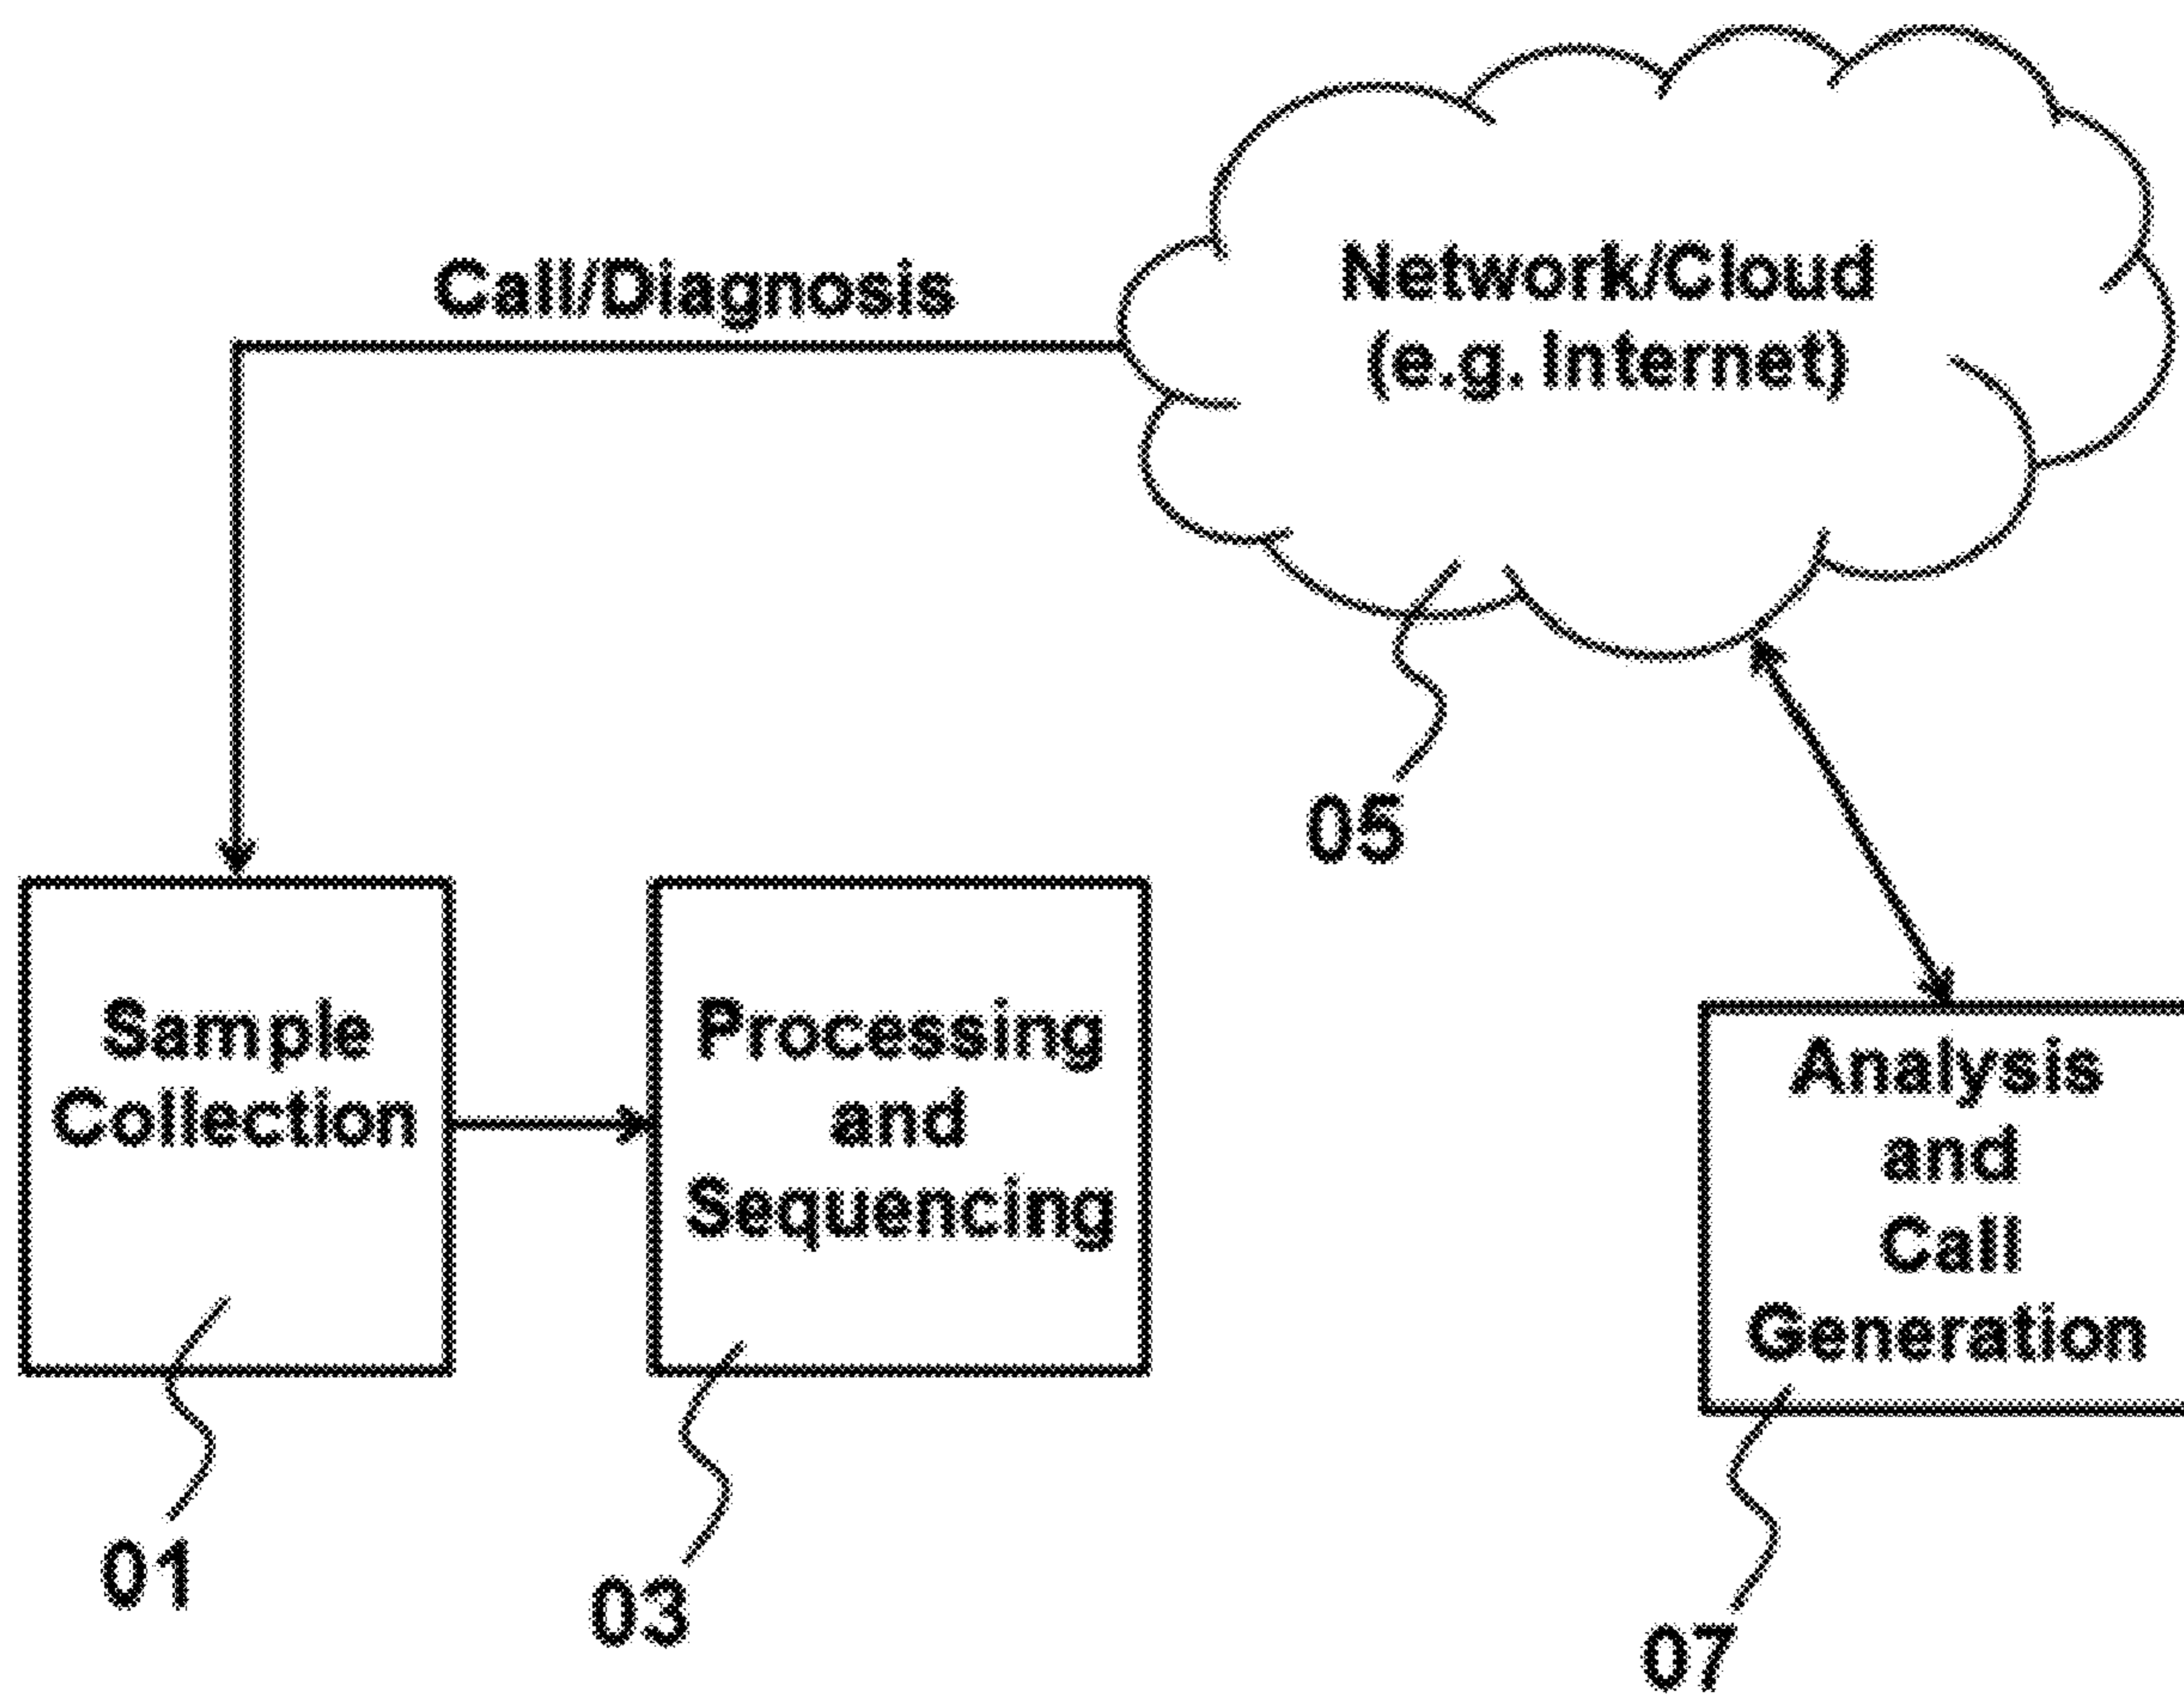 Network/Cloud
(e.g. Internet)
Call/Diagnosis
05
Sample
Collection
Processing
and
Sequencing
Analysis
and
Call
Generation
01
03
07